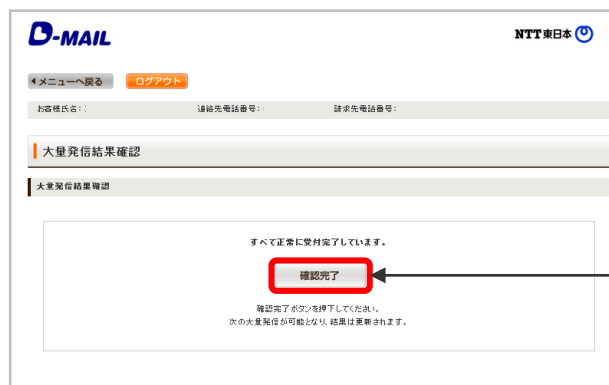 D-MAIL
NTT東日本
メニューへ戻る ログアウト
お客様氏名: 連絡先電話番号: 請求先電話番号:
大量発信結果確認
大量発信結果確認
すべて正常に受付完了しています。
確認完了
確認完了ボタンを押下してください。
次の大量発信が可能となり、結果は更新されます。